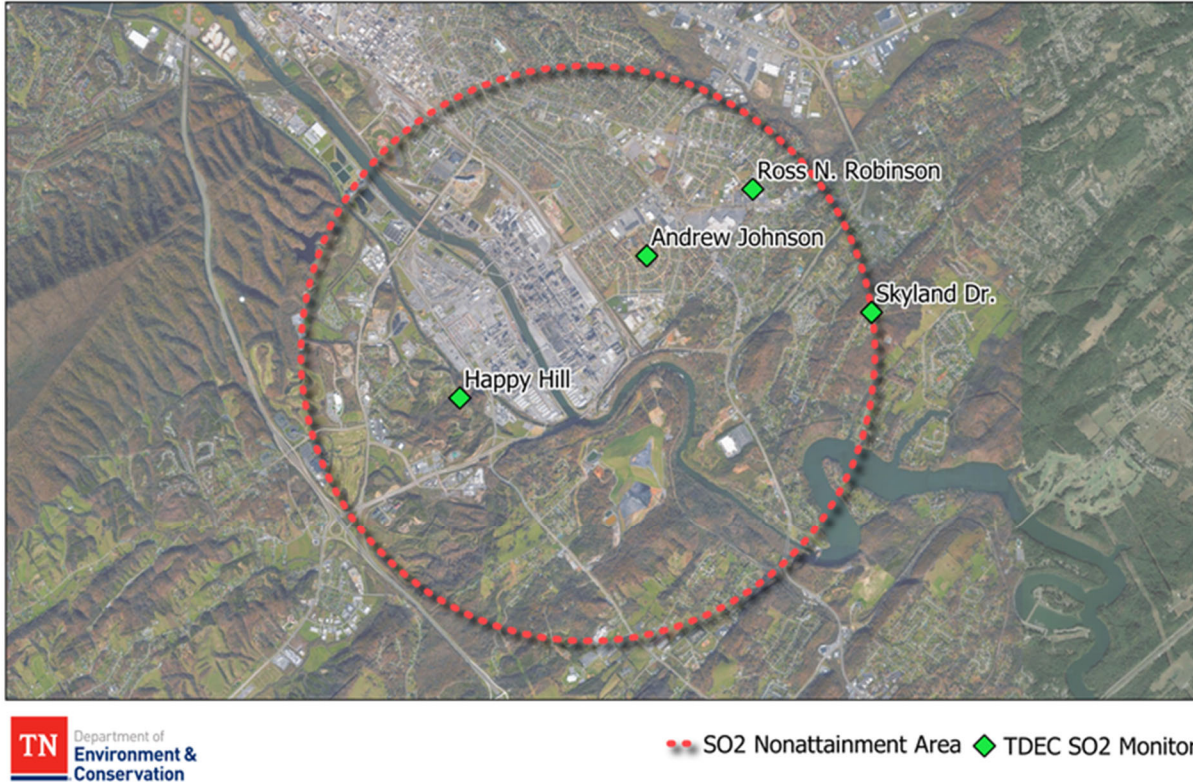 Ross N. Robinson
Andrew Johnson
Skyland Dr.
Happy Hill
TN
Department of
Environment &
Conservation
SO2 Nonattainment Area
TDEC SO2 Monitor